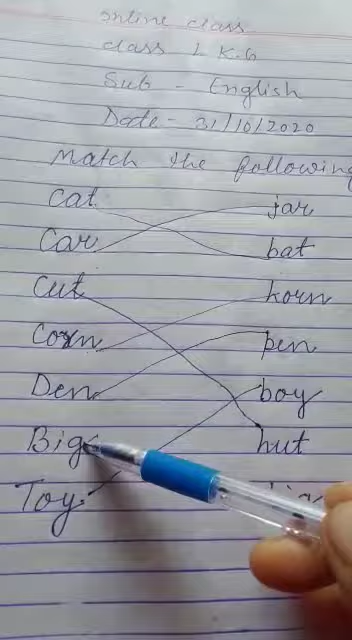 online class
class L K.G
Sub - English
Date - 31/10/2020
Match the following
Cat jar
Car bat
Cut horn
Corn pen
Den boy
Big hut
Toy